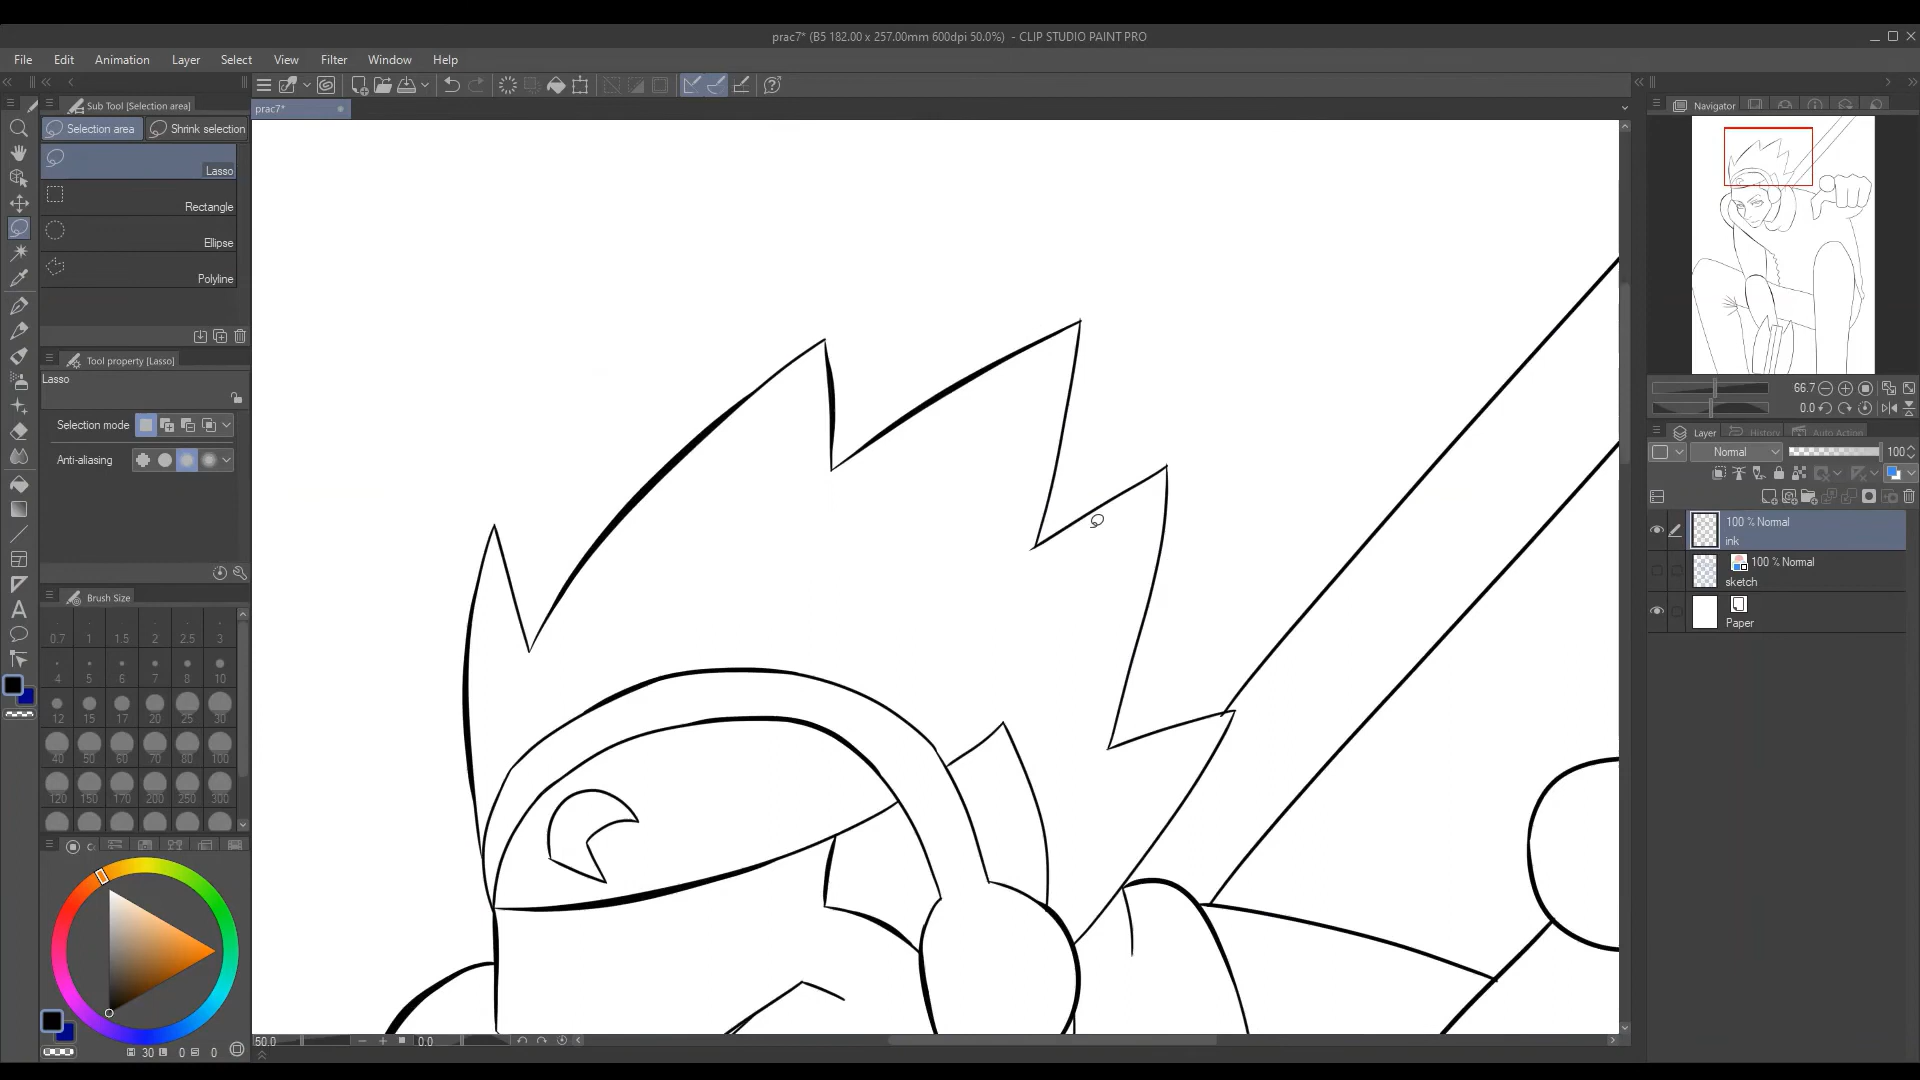 prac7* (B5 182.00 x 257.00mm 600dpi 50.0%) - CLIP STUDIO PAINT PRO
File Edit Animation Layer Select View Filter Window Help
Sub Tool [Selection area]
prac7*
Navigator
Selection area Shrink selection
Lasso
Rectangle
Ellipse
Polyline
Tool property [Lasso]
Lasso
66.7
0.0
Selection mode
Layer History Auto Action
Normal 100
Anti-aliasing
100 % Normal
ink
100 % Normal
sketch
Paper
Brush Size
0.7 1 1.5 2 2.5 3
4 5 6 7 8 10
12 15 17 20 25 30
40 50 60 70 80 100
120 150 170 200 250 300
50.0 0.0
H 30 L 0 S 0